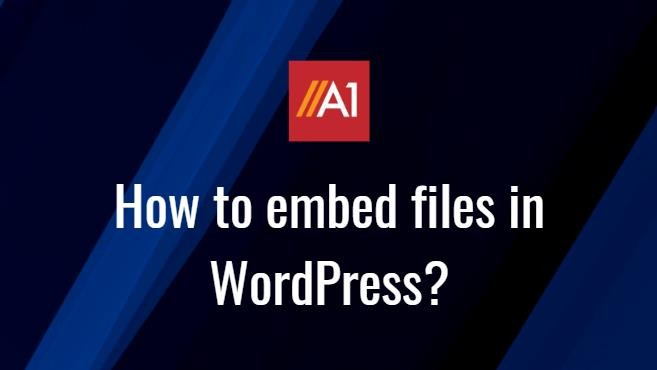 //A1
How to embed files in
WordPress?